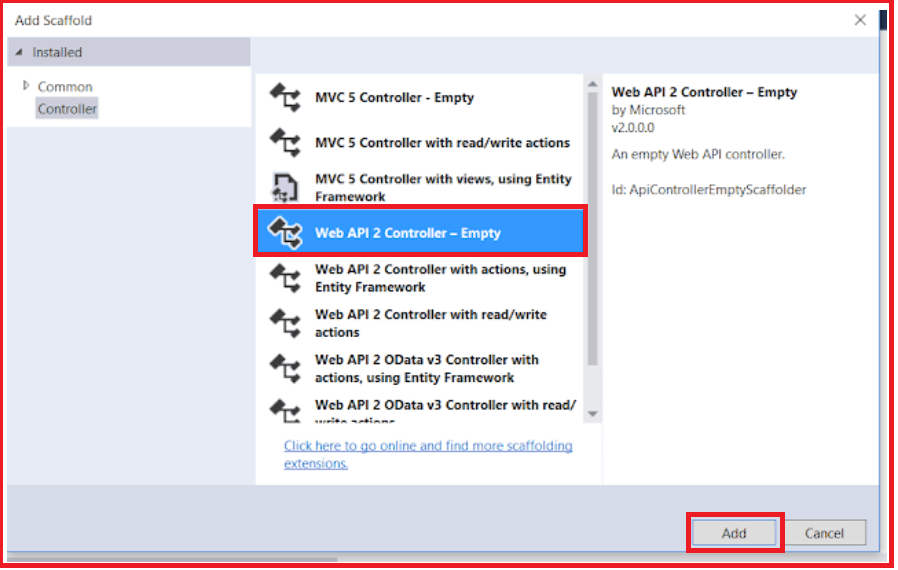 Add Scaffold
Installed
Common
Controller
MVC 5 Controller - Empty
MVC 5 Controller with read/write actions
MVC 5 Controller with views, using Entity
Framework
Web API 2 Controller – Empty
Web API 2 Controller with actions, using
Entity Framework
Web API 2 Controller with read/write
actions
Web API 2 OData v3 Controller with
actions, using Entity Framework
Web API 2 OData v3 Controller with read/
write actions
Click here to go online and find more scaffolding
extensions.
Web API 2 Controller – Empty
by Microsoft
v2.0.0.0
An empty Web API controller.
Id: ApiControllerEmptyScaffolder
Add
Cancel